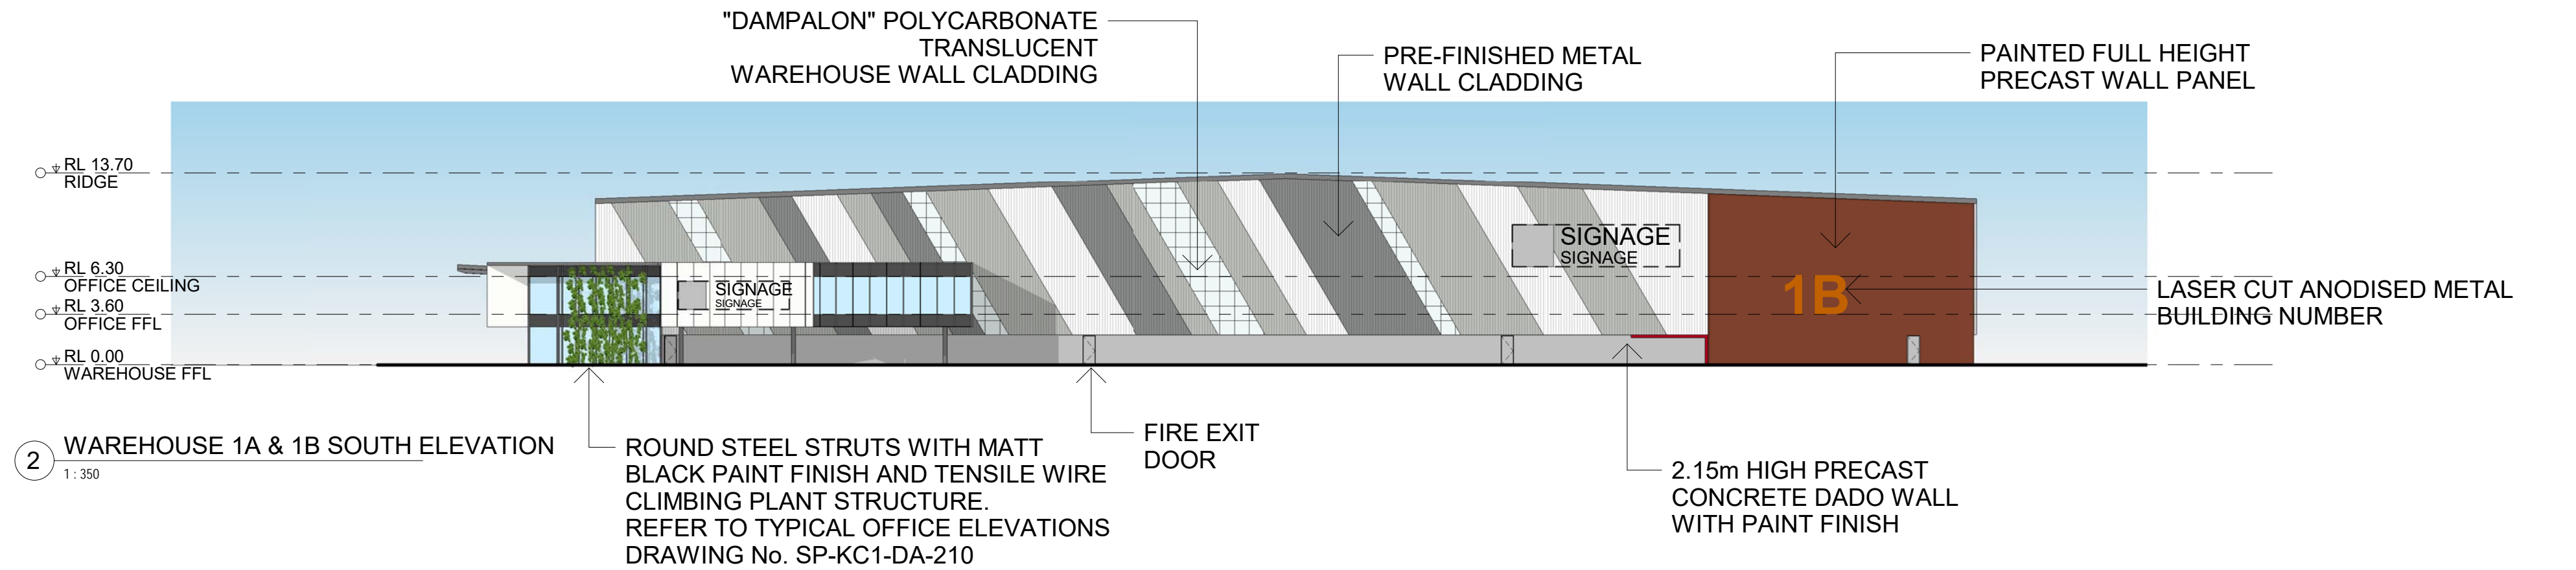 "DAMPALON" POLYCARBONATE
TRANSLUCENT
WAREHOUSE WALL CLADDING
PRE-FINISHED METAL
WALL CLADDING
PAINTED FULL HEIGHT
PRECAST WALL PANEL
RL 13.70
RIDGE
RL 6.30
OFFICE CEILING
RL 3.60
OFFICE FFL
RL 0.00
WAREHOUSE FFL
SIGNAGE
SIGNAGE
SIGNAGE
SIGNAGE
1B
LASER CUT ANODISED METAL
BUILDING NUMBER
2
WAREHOUSE 1A & 1B SOUTH ELEVATION
1 : 350
ROUND STEEL STRUTS WITH MATT
BLACK PAINT FINISH AND TENSILE WIRE
CLIMBING PLANT STRUCTURE.
REFER TO TYPICAL OFFICE ELEVATIONS
DRAWING No. SP-KC1-DA-210
FIRE EXIT
DOOR
2.15m HIGH PRECAST
CONCRETE DADO WALL
WITH PAINT FINISH